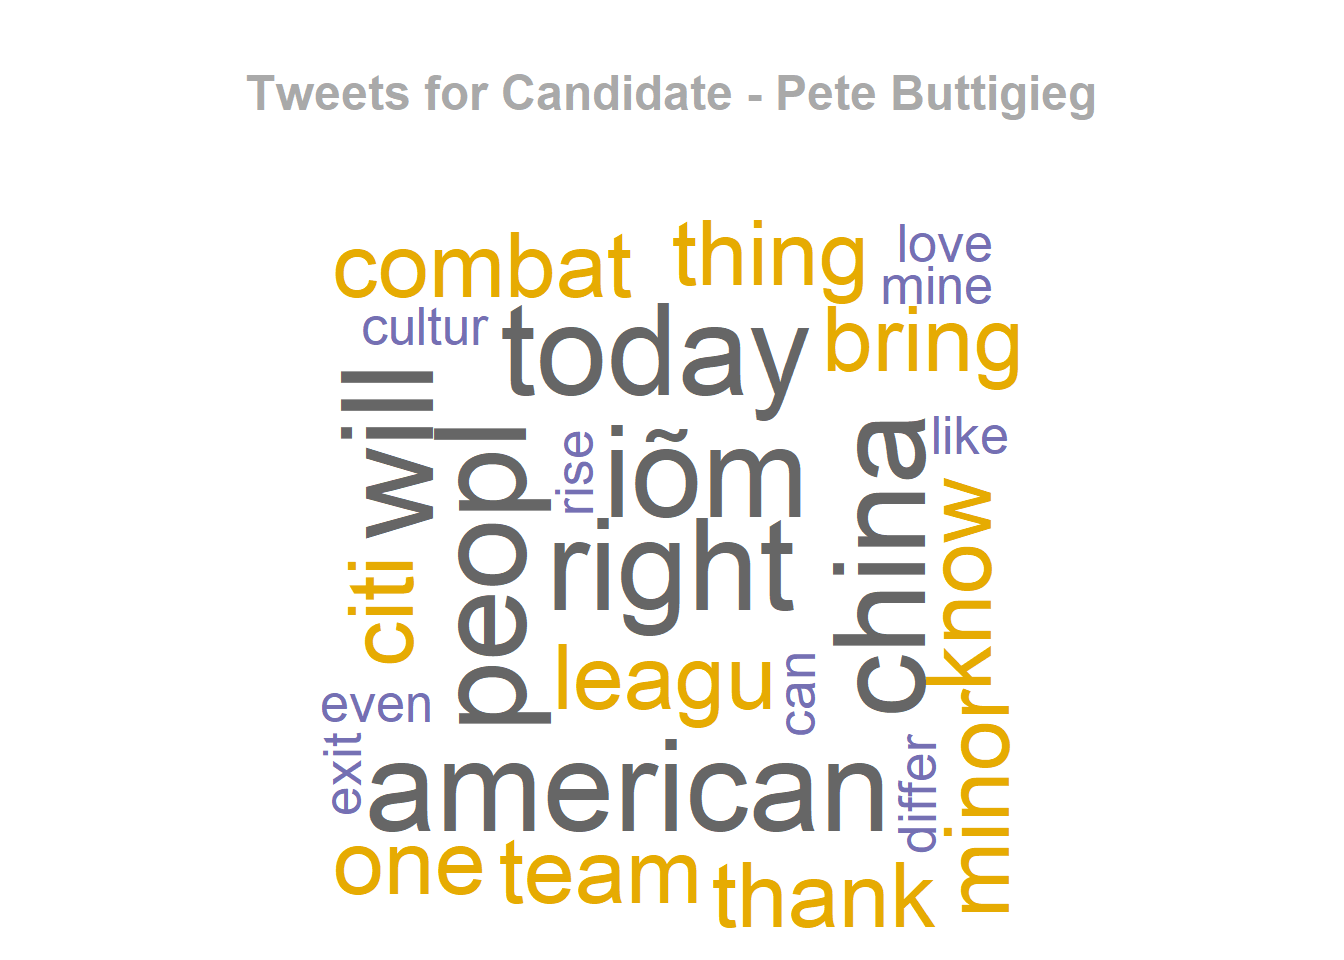 Tweets for Candidate - Pete Buttigieg
combat
thing
love
mine
cultur
today
bring
will
peopl
rise
iõm
china
like
right
know
citi
leagu
can
even
exit
american
differ
minor
one
team
thank